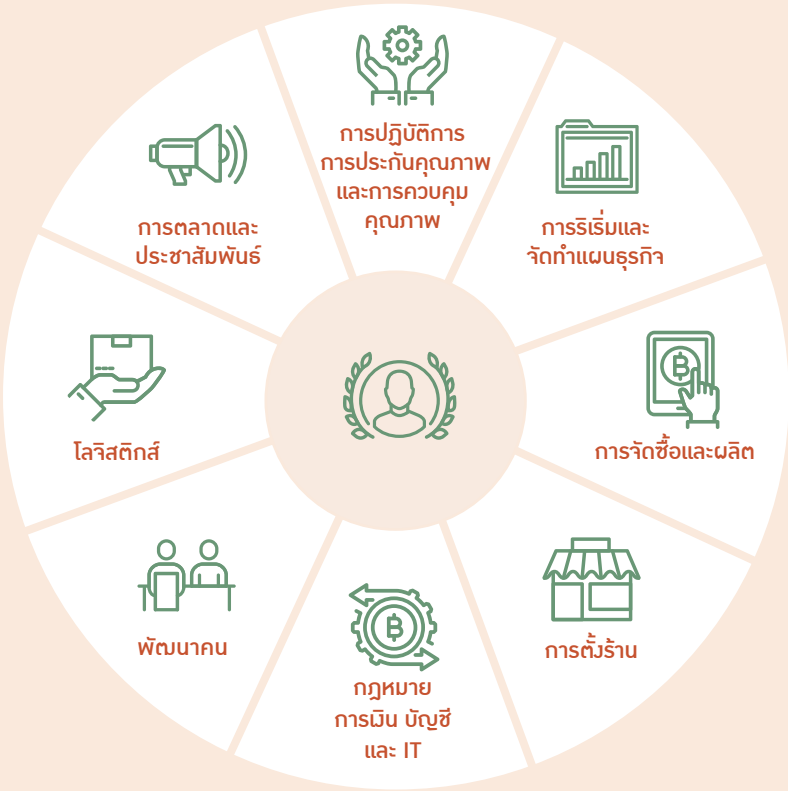 การปฏิบัติการ
การประกันคุณภาพ
และการควบคุม
คุณภาพ
การริเริ่มและ
จัดทำแผนธุรกิจ
การจัดซื้อและผลิต
การตั้งร้าน
กฎหมาย
การเงิน บัญชี
และ IT
พัฒนาคน
โลจิสติกส์
การตลาดและ
ประชาสัมพันธ์